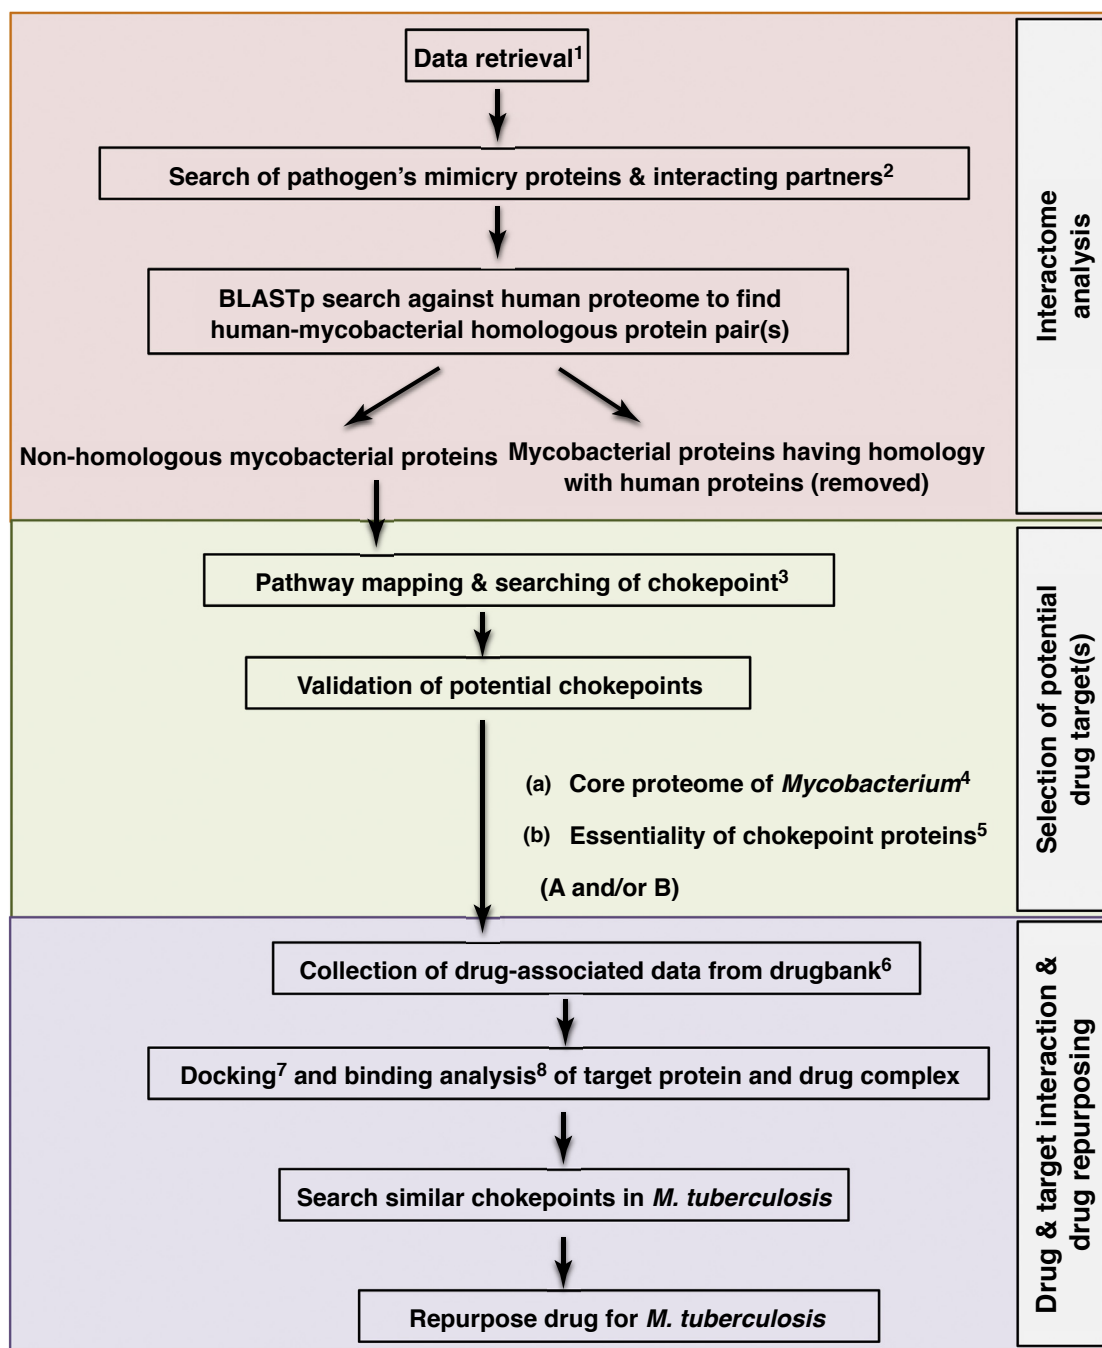 Data retrieval¹
Search of pathogen’s mimicry proteins & interacting partners²
BLASTp search against human proteome to find
human-mycobacterial homologous protein pair(s)
Non-homologous mycobacterial proteins
Mycobacterial proteins having homology
with human proteins (removed)
Interactome
analysis
Pathway mapping & searching of chokepoint³
Validation of potential chokepoints
(a) Core proteome of Mycobacterium⁴
(b) Essentiality of chokepoint proteins⁵
(A and/or B)
Selection of potential
drug target(s)
Collection of drug-associated data from drugbank⁶
Docking⁷ and binding analysis⁸ of target protein and drug complex
Search similar chokepoints in M. tuberculosis
Repurpose drug for M. tuberculosis
Drug & target interaction &
drug repurposing